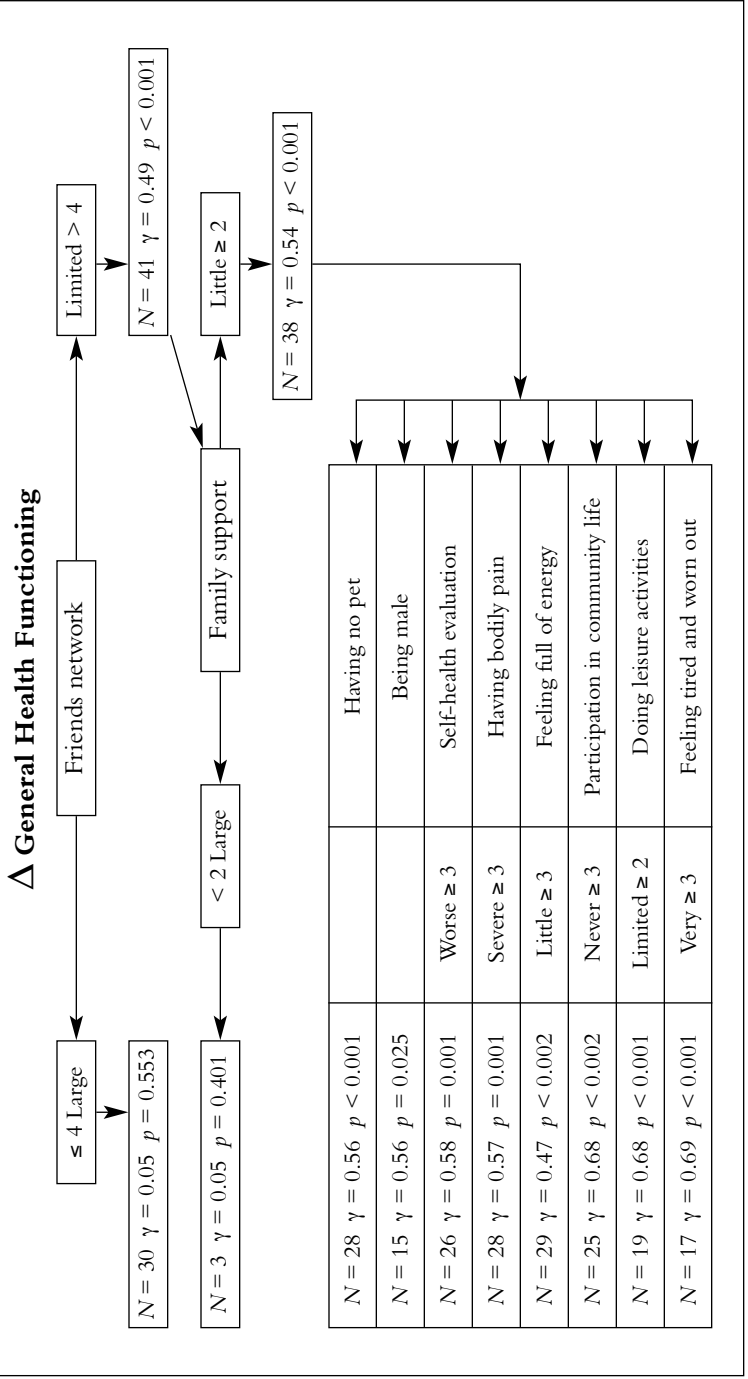 Δ General Health Functioning
Friends network
≤ 4 Large
Limited > 4
N = 30 γ = 0.05 p = 0.553
N = 41 γ = 0.49 p < 0.001
Family support
< 2 Large
Little ≥ 2
N = 3 γ = 0.05 p = 0.401
N = 38 γ = 0.54 p < 0.001
N = 28 γ = 0.56 p < 0.001 Having no pet
N = 15 γ = 0.56 p = 0.025 Being male
N = 26 γ = 0.58 p = 0.001 Worse ≥ 3 Self-health evaluation
N = 28 γ = 0.57 p = 0.001 Severe ≥ 3 Having bodily pain
N = 29 γ = 0.47 p < 0.002 Little ≥ 3 Feeling full of energy
N = 25 γ = 0.68 p < 0.002 Never ≥ 3 Participation in community life
N = 19 γ = 0.68 p < 0.001 Limited ≥ 2 Doing leisure activities
N = 17 γ = 0.69 p < 0.001 Very ≥ 3 Feeling tired and worn out